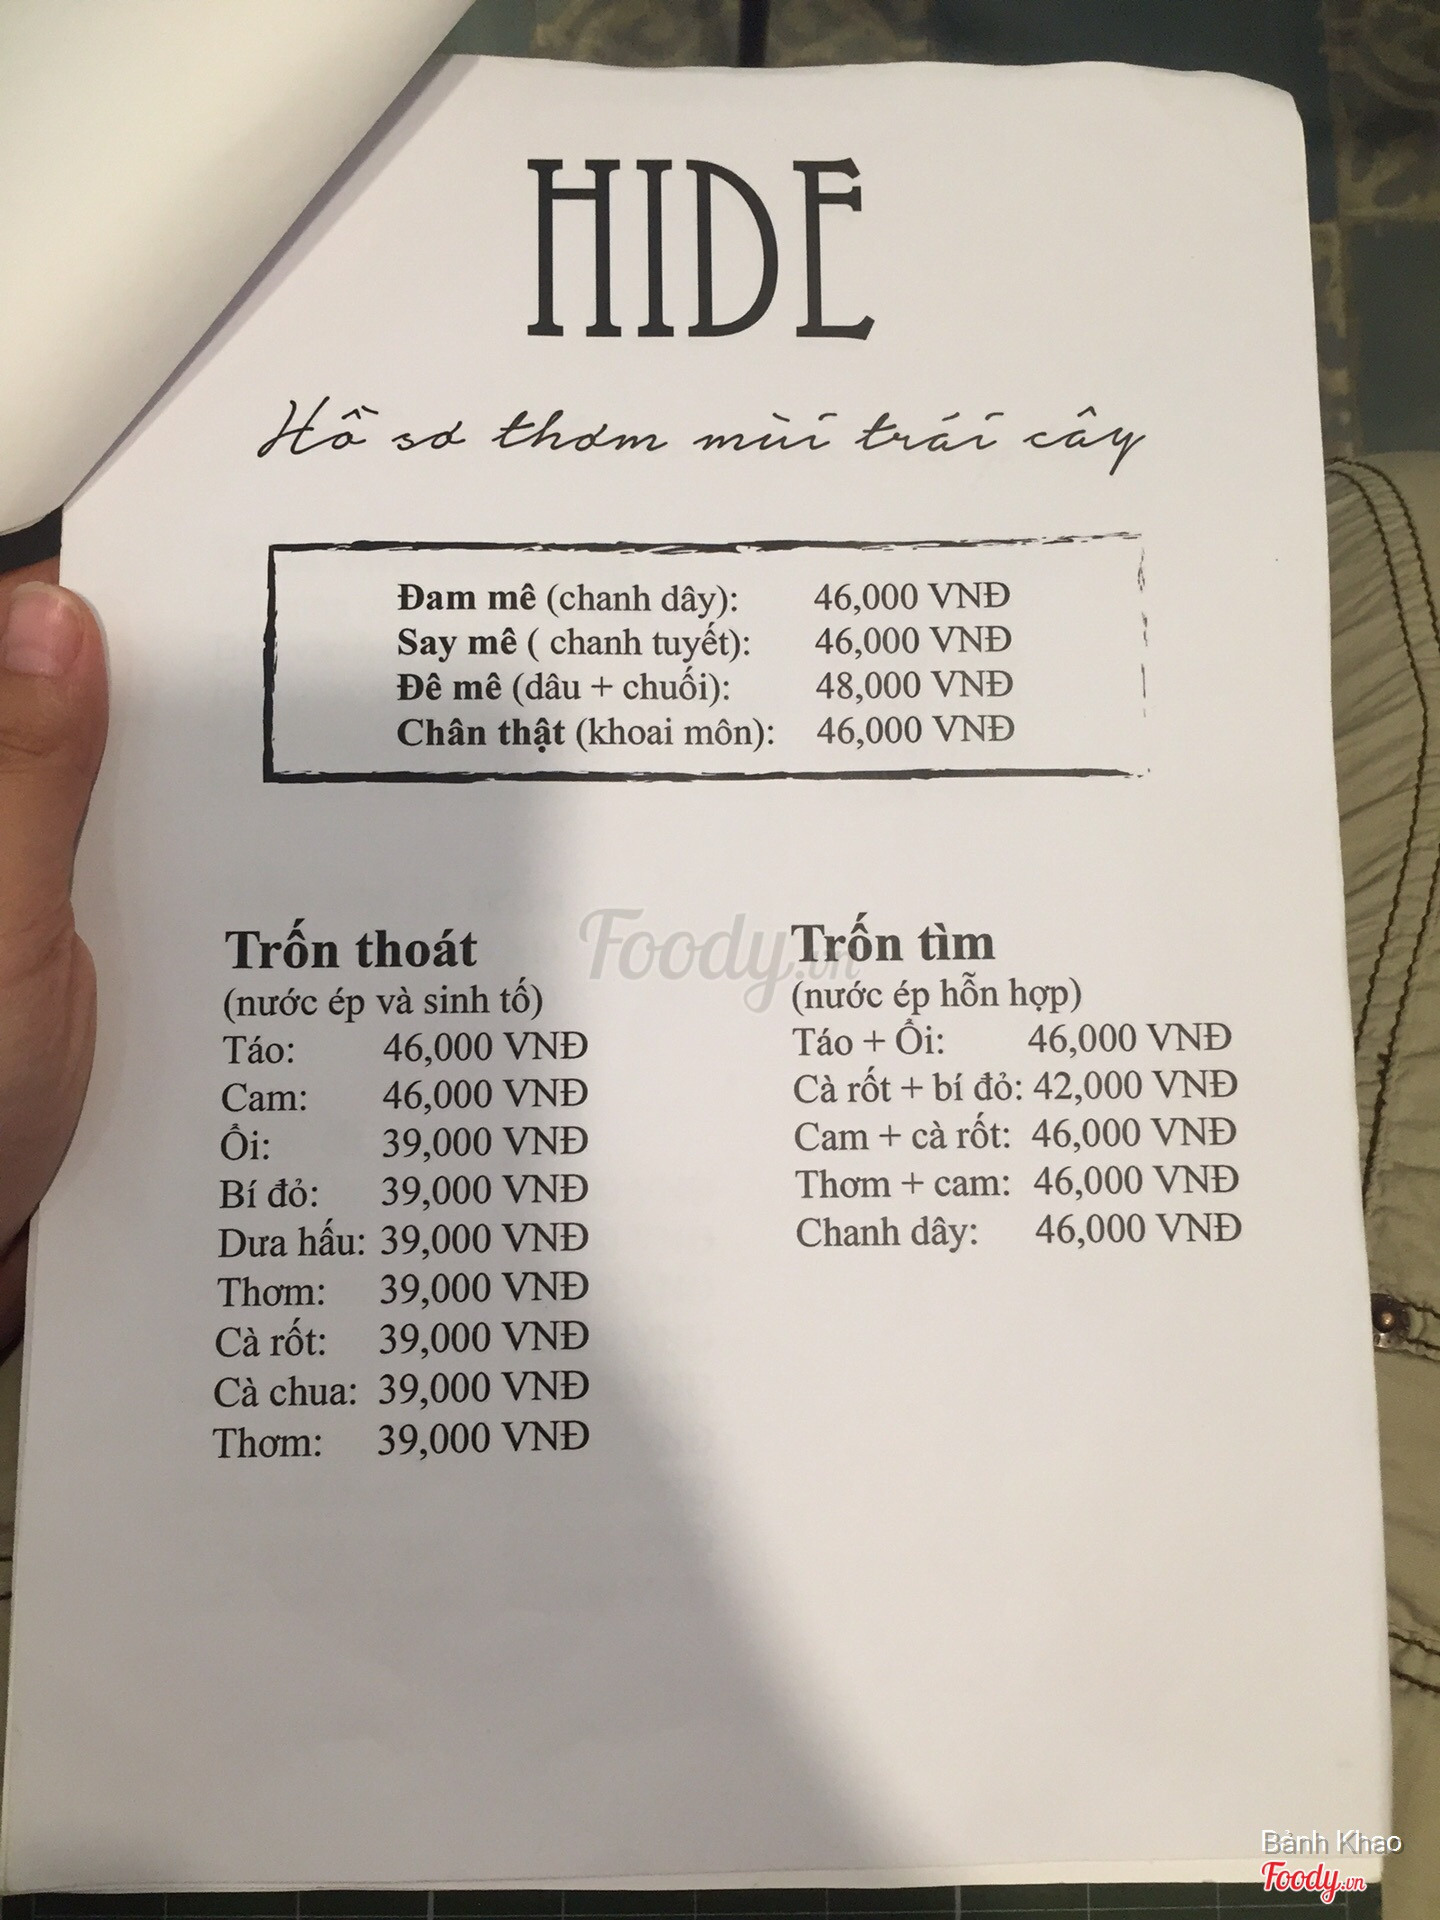 HIDE
Hồ sơ thơm mùi trái cây
Đam mê (chanh dây): 46,000 VNĐ
Say mê ( chanh tuyết): 46,000 VNĐ
Đê mê (dâu + chuối): 48,000 VNĐ
Chân thật (khoai môn): 46,000 VNĐ
Trốn thoát
(nước ép và sinh tố)
Táo: 46,000 VNĐ
Cam: 46,000 VNĐ
Ổi: 39,000 VNĐ
Bí đỏ: 39,000 VNĐ
Dưa hấu: 39,000 VNĐ
Thơm: 39,000 VNĐ
Cà rốt: 39,000 VNĐ
Cà chua: 39,000 VNĐ
Thơm: 39,000 VNĐ
Trốn tìm
(nước ép hỗn hợp)
Táo + Ổi: 46,000 VNĐ
Cà rốt + bí đỏ: 42,000 VNĐ
Cam + cà rốt: 46,000 VNĐ
Thơm + cam: 46,000 VNĐ
Chanh dây: 46,000 VNĐ
Foody.vn
Bảnh Khao
Foody.vn